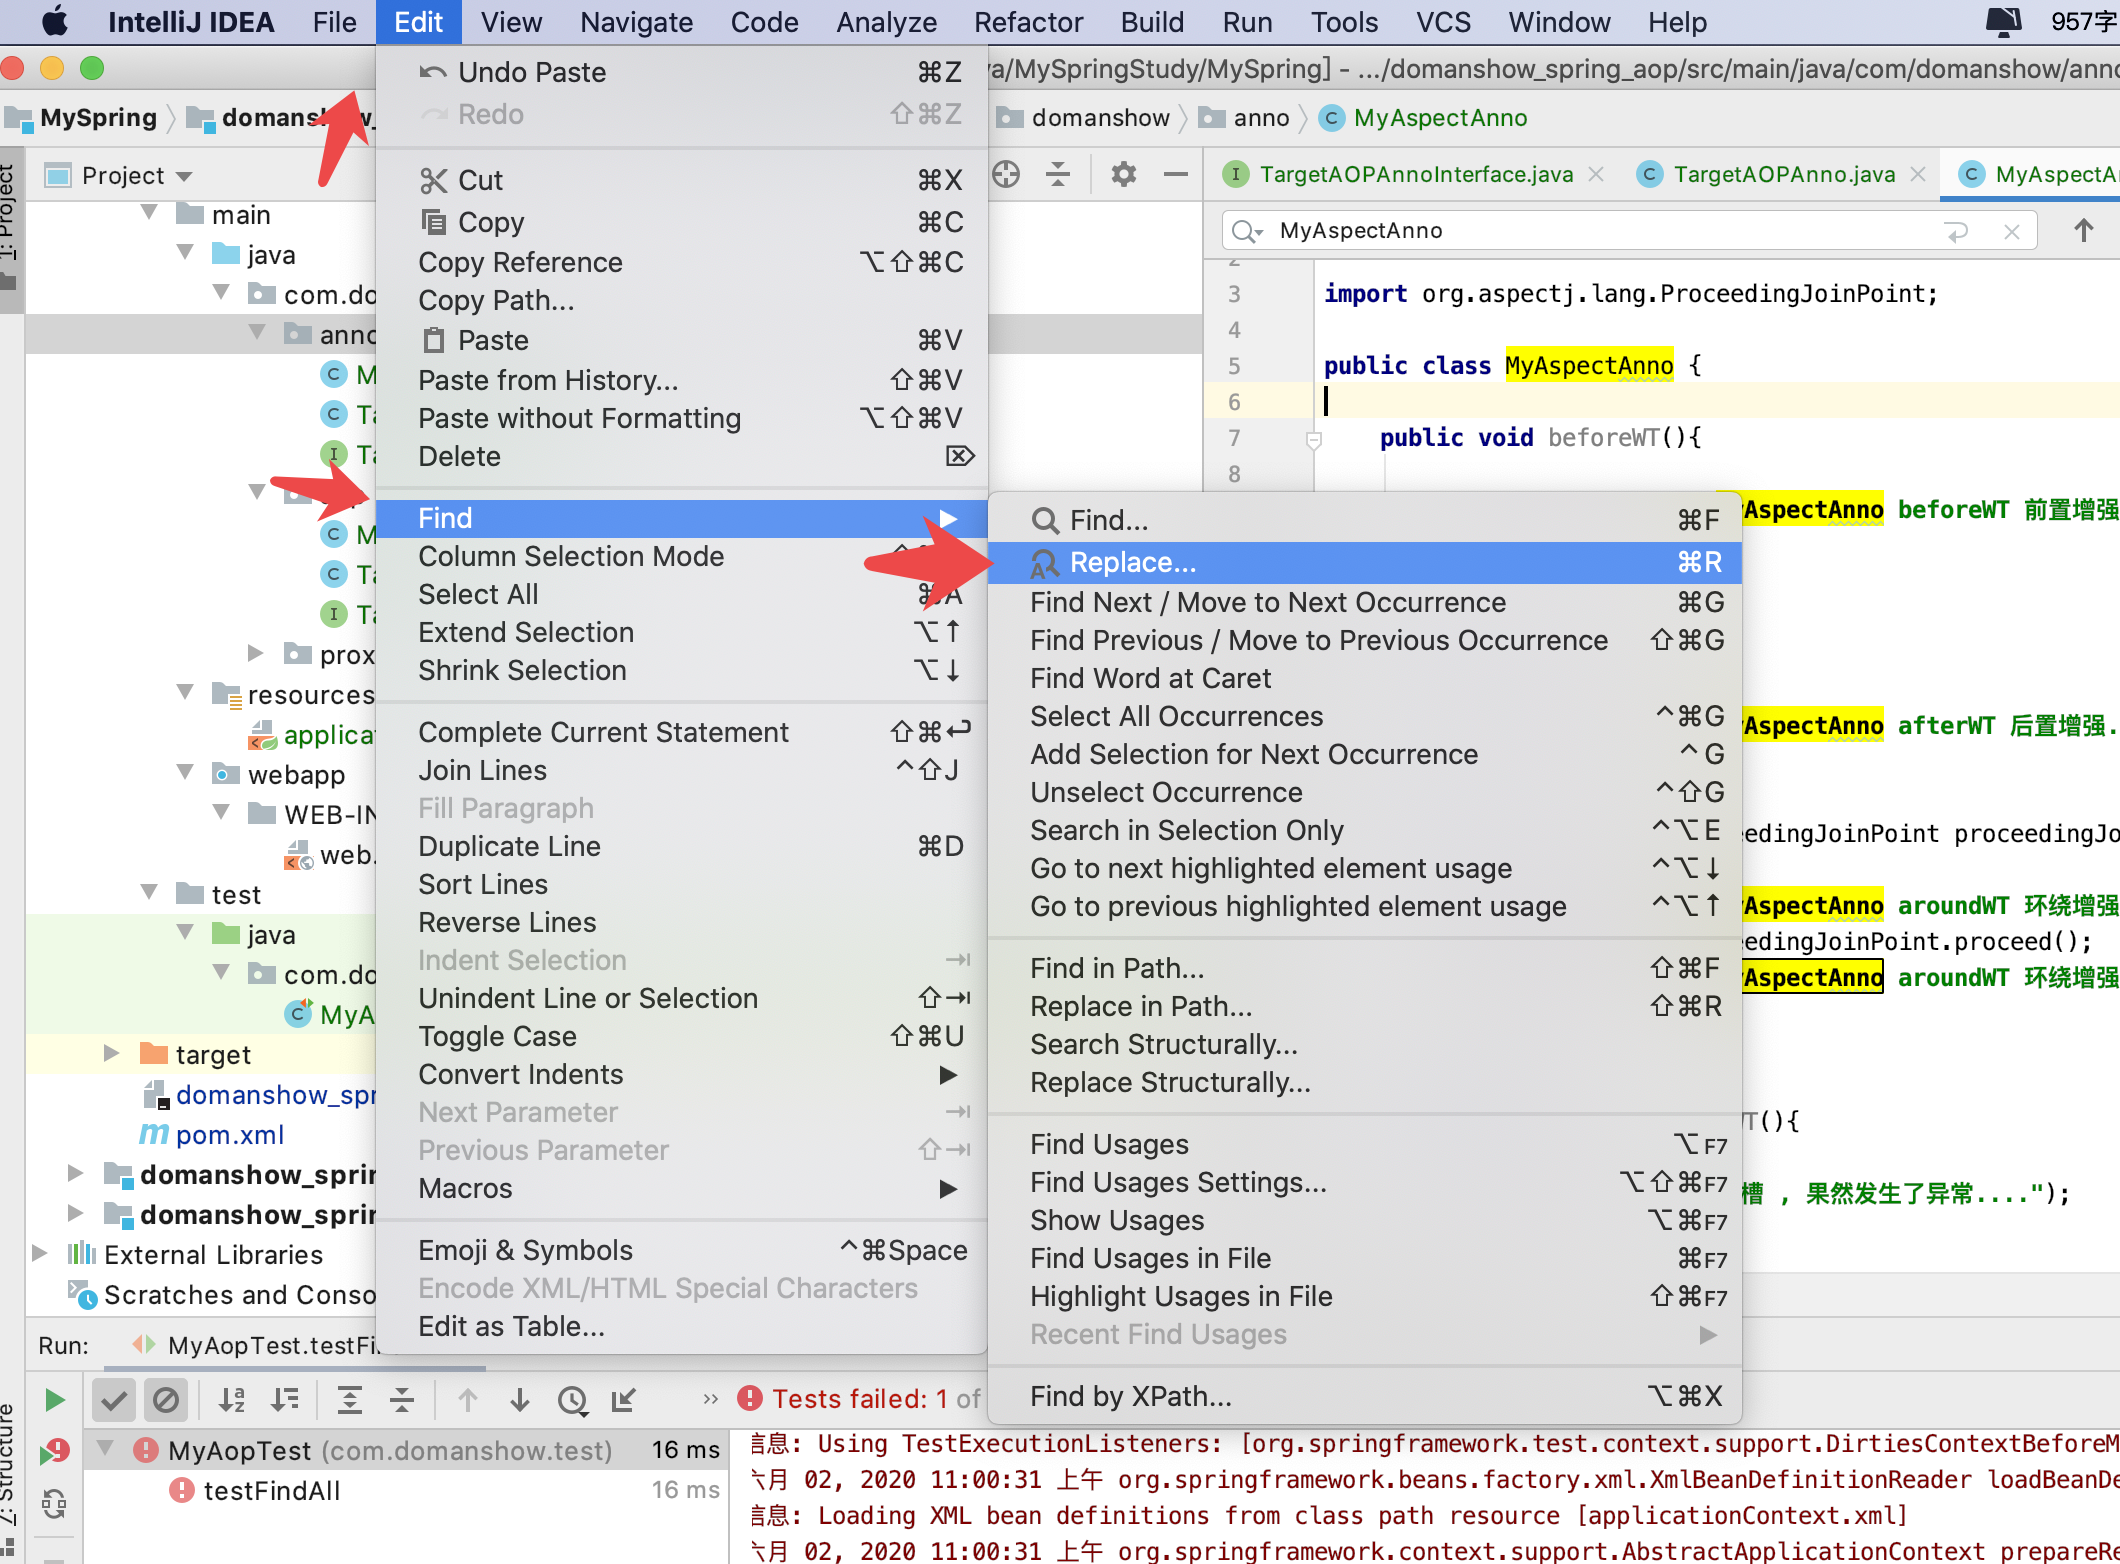 IntelliJ IDEA File Edit View Navigate Code Analyze Refactor Build Run Tools VCS Window Help 957字
/MySpringStudy/MySpring] - .../domanshow_spring_aop/src/main/java/com/domanshow/anno
MySpring domanshow domanshow anno MyAspectAnno
1: Project
Project
TargetAOPAnnoInterface.java TargetAOPAnno.java MyAspectAn
MyAspectAnno
main
java
com.do
anno
M
Ta
Ta
M
Ta
Ta
prox
resources
applica
webapp
WEB-IN
web.
test
java
com.do
MyA
target
domanshow_spr
pom.xml
domanshow_sprin
domanshow_sprin
External Libraries
Scratches and Conso
Undo Paste ⌘Z
Redo ⇧⌘Z
Cut ⌘X
Copy ⌘C
Copy Reference ⌥⇧⌘C
Copy Path...
Paste ⌘V
Paste from History... ⇧⌘V
Paste without Formatting ⌥⇧⌘V
Delete ⌦
Find
Column Selection Mode
Select All ⌘A
Extend Selection ⌥↑
Shrink Selection ⌥↓
Complete Current Statement ⇧⌘↩
Join Lines ^⇧J
Fill Paragraph
Duplicate Line ⌘D
Sort Lines
Reverse Lines
Indent Selection ⇥
Unindent Line or Selection ⇧⇥
Toggle Case ⇧⌘U
Convert Indents
Next Parameter ⇥
Previous Parameter ⇧⇥
Macros
Emoji & Symbols ^⌘Space
Encode XML/HTML Special Characters
Edit as Table...
Find... ⌘F
Replace... ⌘R
Find Next / Move to Next Occurrence ⌘G
Find Previous / Move to Previous Occurrence ⇧⌘G
Find Word at Caret
Select All Occurrences ^⌘G
Add Selection for Next Occurrence ^G
Unselect Occurrence ^⇧G
Search in Selection Only ^⌥E
Go to next highlighted element usage ^⌥↓
Go to previous highlighted element usage ^⌥↑
Find in Path... ⇧⌘F
Replace in Path... ⇧⌘R
Search Structurally...
Replace Structurally...
Find Usages ⌥F7
Find Usages Settings... ⌥⇧⌘F7
Show Usages ⌥⌘F7
Find Usages in File ⌘F7
Highlight Usages in File ⇧⌘F7
Recent Find Usages
Find by XPath... ⌥⌘X
2
3 import org.aspectj.lang.ProceedingJoinPoint;
4
5 public class MyAspectAnno {
6
7 public void beforeWT(){
8
yAspectAnno beforeWT 前置增强
yAspectAnno afterWT 后置增强.
eedingJoinPoint proceedingJo
yAspectAnno aroundWT 环绕增强
eedingJoinPoint.proceed();
yAspectAnno aroundWT 环绕增强
T(){
槽 , 果然发生了异常....");
Run: MyAopTest.testFi
Tests failed: 1 of
MyAopTest (com.domanshow.test) 16 ms
testFindAll 16 ms
信息: Using TestExecutionListeners: [org.springframework.test.context.support.DirtiesContextBeforeM
六月 02, 2020 11:00:31 上午 org.springframework.beans.factory.xml.XmlBeanDefinitionReader loadBeanDe
信息: Loading XML bean definitions from class path resource [applicationContext.xml]
六月 02, 2020 11:00:31 上午 org.springframework.context.support.AbstractApplicationContext prepareRe
Z: Structure